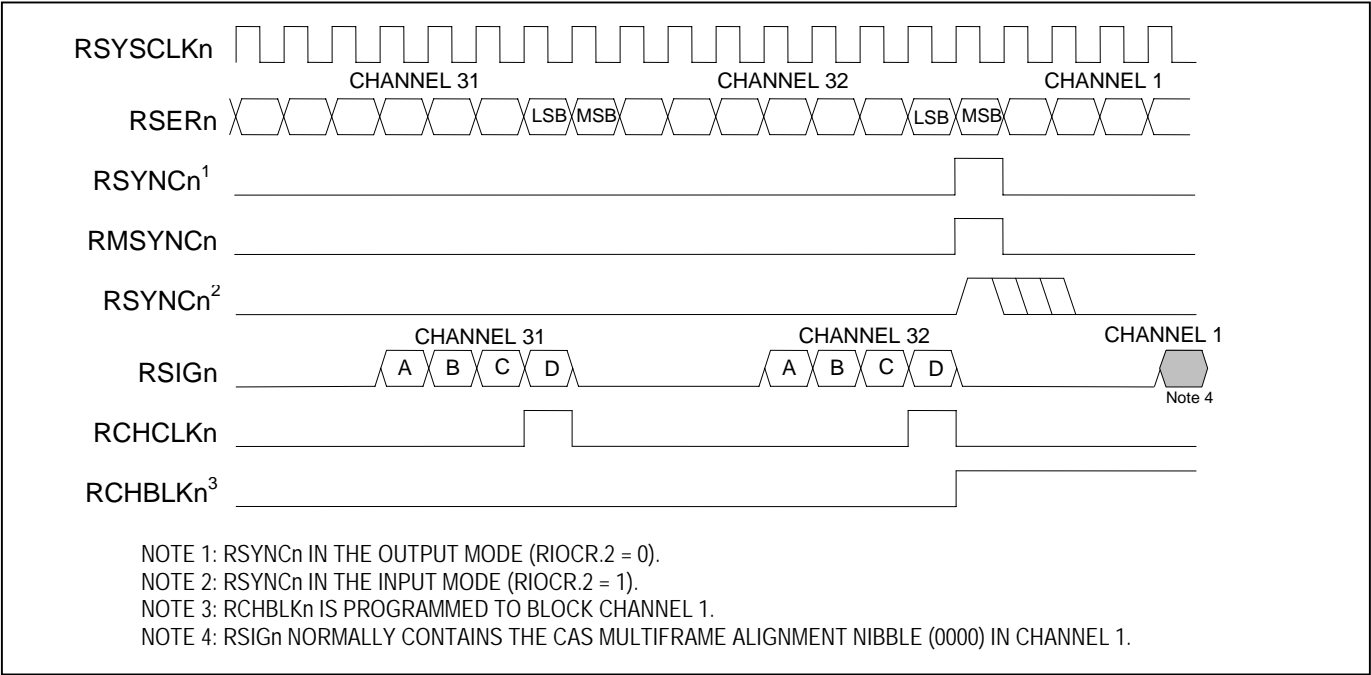 RSYSCLKn
CHANNEL 31 CHANNEL 32 CHANNEL 1
RSERn LSB MSB LSB MSB
RSYNCn¹
RMSYNCn
RSYNCn²
CHANNEL 31 CHANNEL 32 CHANNEL 1
RSIGn A B C D A B C D
Note 4
RCHCLKn
RCHBLKn³
NOTE 1: RSYNCn IN THE OUTPUT MODE (RIOCR.2 = 0).
NOTE 2: RSYNCn IN THE INPUT MODE (RIOCR.2 = 1).
NOTE 3: RCHBLKn IS PROGRAMMED TO BLOCK CHANNEL 1.
NOTE 4: RSIGn NORMALLY CONTAINS THE CAS MULTIFRAME ALIGNMENT NIBBLE (0000) IN CHANNEL 1.